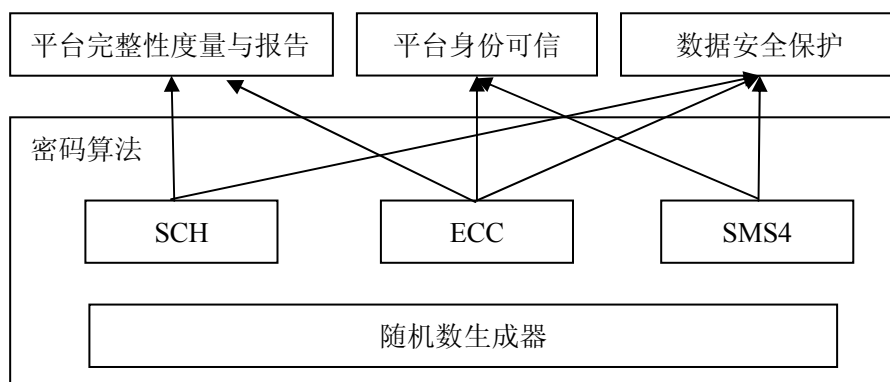 平台完整性度量与报告
平台身份可信
数据安全保护
密码算法
SCH
ECC
SMS4
随机数生成器